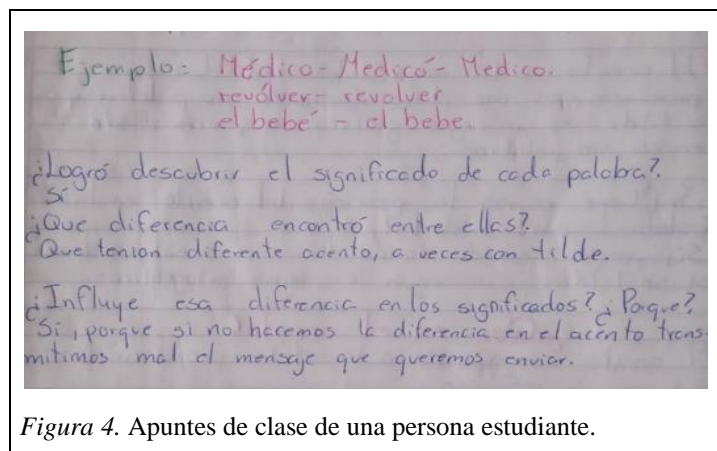 Ejemplo: Médico - Medicó - Medico.
revólver - revolver
el bebé - el bebe.
¿Logró descubrir el significado de cada palabra?.
Sí
¿Que diferencia encontró entre ellas?
Que tenian diferente acento, a veces con tilde.
¿Influye esa diferencia en los significados? ¿Porque?
Si, porque si no hacemos la diferencia en el acento trans-
mitimos mal el mensaje que queremos enviar.
Figura 4. Apuntes de clase de una persona estudiante.